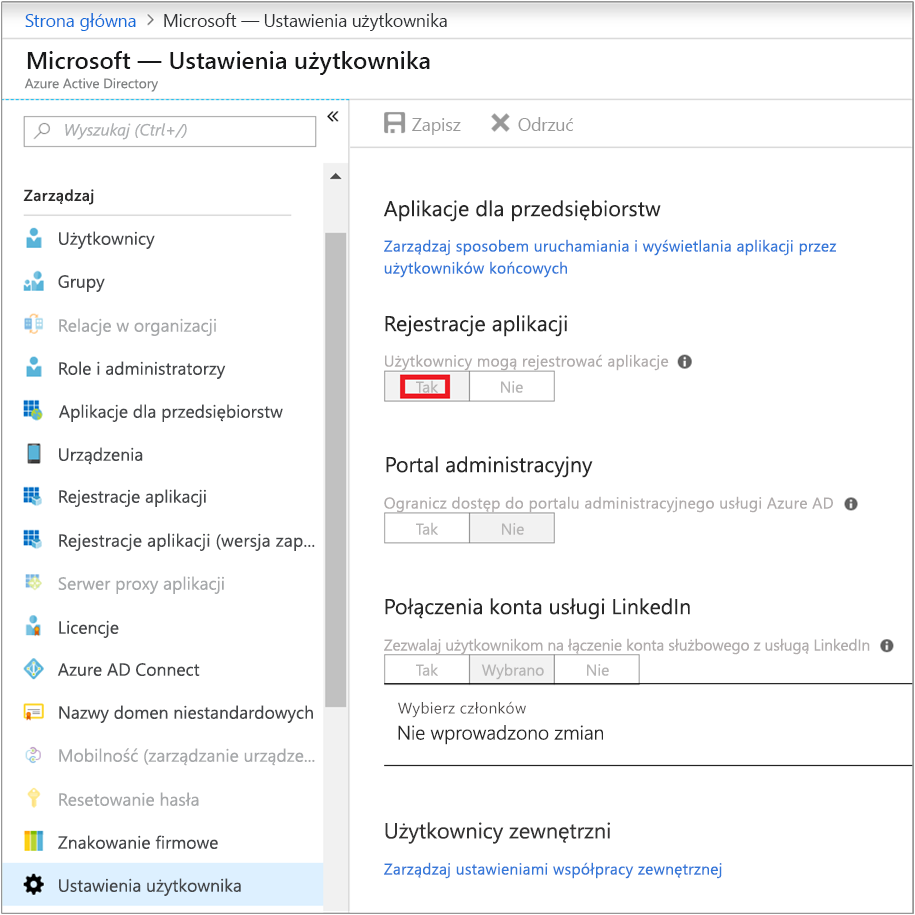 Strona główna > Microsoft — Ustawienia użytkownika
Microsoft — Ustawienia użytkownika
Azure Active Directory
Wyszukaj (Ctrl+/)
«
Zarządzaj
Użytkownicy
Grupy
Relacje w organizacji
Role i administratorzy
Aplikacje dla przedsiębiorstw
Urządzenia
Rejestracje aplikacji
Rejestracje aplikacji (wersja zap...
Serwer proxy aplikacji
Licencje
Azure AD Connect
Nazwy domen niestandardowych
Mobilność (zarządzanie urządze...
Resetowanie hasła
Znakowanie firmowe
Ustawienia użytkownika
Zapisz Odrzuć
Aplikacje dla przedsiębiorstw
Zarządzaj sposobem uruchamiania i wyświetlania aplikacji przez
użytkowników końcowych
Rejestracje aplikacji
Użytkownicy mogą rejestrować aplikacje
Tak Nie
Portal administracyjny
Ogranicz dostęp do portalu administracyjnego usługi Azure AD
Tak Nie
Połączenia konta usługi LinkedIn
Zezwalaj użytkownikom na łączenie konta służbowego z usługą LinkedIn
Tak Wybrano Nie
Wybierz członków
Nie wprowadzono zmian
Użytkownicy zewnętrzni
Zarządzaj ustawieniami współpracy zewnętrznej